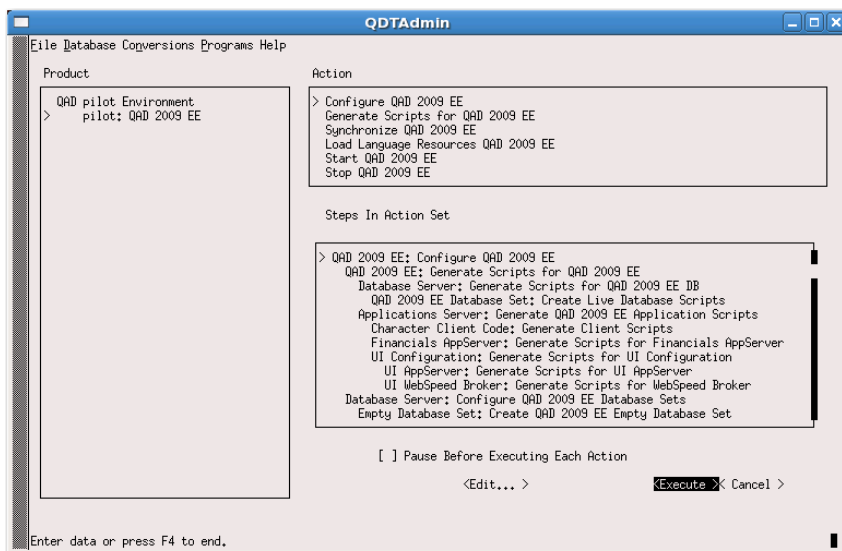 QDTAdmin
File Database Conversions Programs Help
Product
QAD pilot Environment
> pilot: QAD 2009 EE
Action
> Configure QAD 2009 EE
Generate Scripts for QAD 2009 EE
Synchronize QAD 2009 EE
Load Language Resources QAD 2009 EE
Start QAD 2009 EE
Stop QAD 2009 EE
Steps In Action Set
> QAD 2009 EE: Configure QAD 2009 EE
QAD 2009 EE: Generate Scripts for QAD 2009 EE
Database Server: Generate Scripts for QAD 2009 EE DB
QAD 2009 EE Database Set: Create Live Database Scripts
Applications Server: Generate QAD 2009 EE Application Scripts
Character Client Code: Generate Client Scripts
Financials AppServer: Generate Scripts for Financials AppServer
UI Configuration: Generate Scripts for UI Configuration
UI AppServer: Generate Scripts for UI AppServer
UI WebSpeed Broker: Generate Scripts for WebSpeed Broker
Database Server: Configure QAD 2009 EE Database Sets
Empty Database Set: Create QAD 2009 EE Empty Database Set
[ ] Pause Before Executing Each Action
<Edit... > <Execute >< Cancel >
Enter data or press F4 to end.